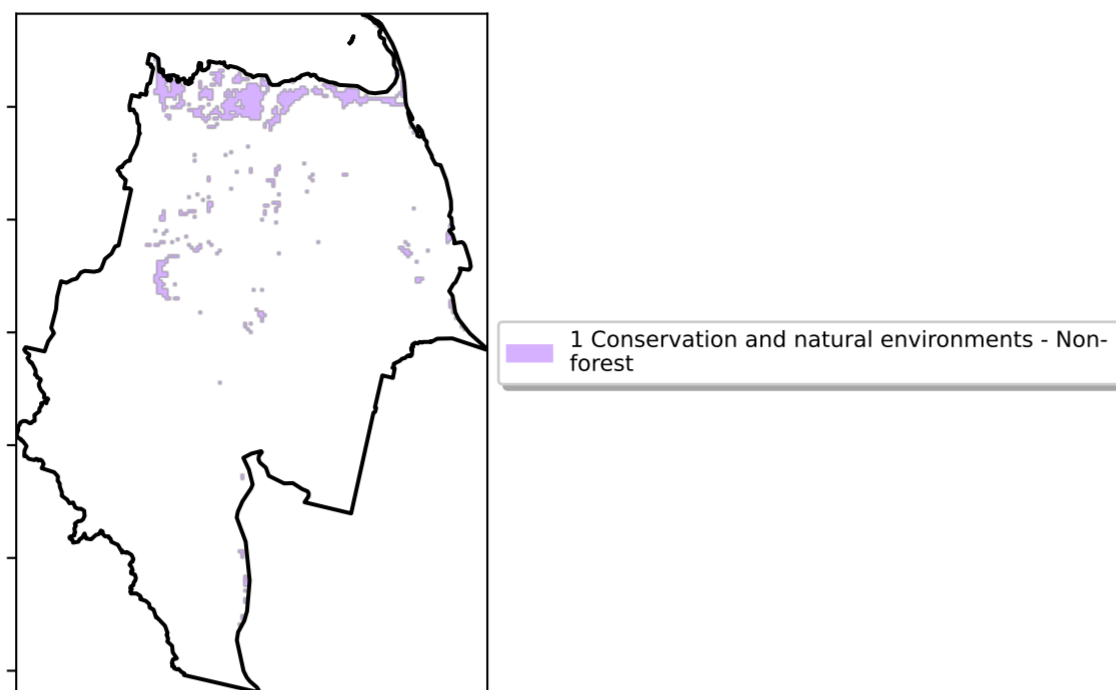 1 Conservation and natural environments - Non-
forest